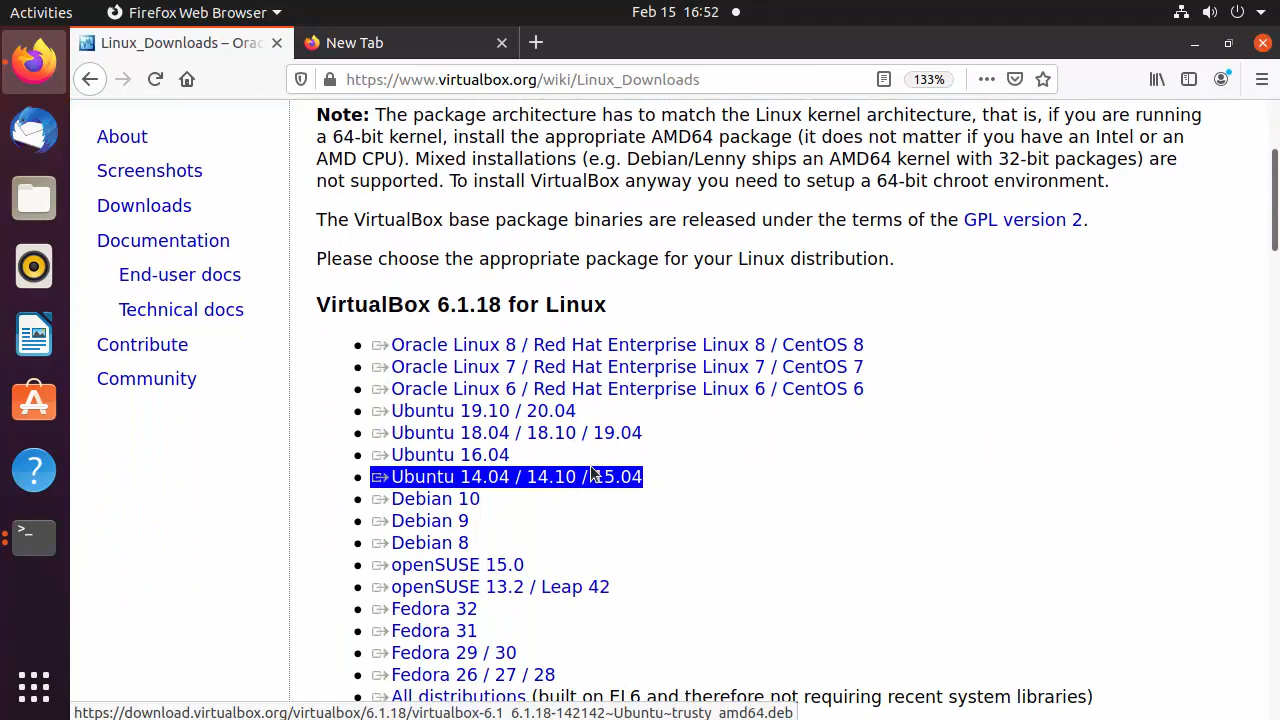 Activities
Firefox Web Browser
Feb 15 16:52
Linux_Downloads – Orac
New Tab
https://www.virtualbox.org/wiki/Linux_Downloads
133%
About
Screenshots
Downloads
Documentation
End-user docs
Technical docs
Contribute
Community
Note: The package architecture has to match the Linux kernel architecture, that is, if you are running
a 64-bit kernel, install the appropriate AMD64 package (it does not matter if you have an Intel or an
AMD CPU). Mixed installations (e.g. Debian/Lenny ships an AMD64 kernel with 32-bit packages) are
not supported. To install VirtualBox anyway you need to setup a 64-bit chroot environment.
The VirtualBox base package binaries are released under the terms of the GPL version 2.
Please choose the appropriate package for your Linux distribution.
VirtualBox 6.1.18 for Linux
Oracle Linux 8 / Red Hat Enterprise Linux 8 / CentOS 8
Oracle Linux 7 / Red Hat Enterprise Linux 7 / CentOS 7
Oracle Linux 6 / Red Hat Enterprise Linux 6 / CentOS 6
Ubuntu 19.10 / 20.04
Ubuntu 18.04 / 18.10 / 19.04
Ubuntu 16.04
Ubuntu 14.04 / 14.10 / 15.04
Debian 10
Debian 9
Debian 8
openSUSE 15.0
openSUSE 13.2 / Leap 42
Fedora 32
Fedora 31
Fedora 29 / 30
Fedora 26 / 27 / 28
All distributions (built on EL6 and therefore not requiring recent system libraries)
https://download.virtualbox.org/virtualbox/6.1.18/virtualbox-6.1_6.1.18-142142~Ubuntu~trusty_amd64.deb